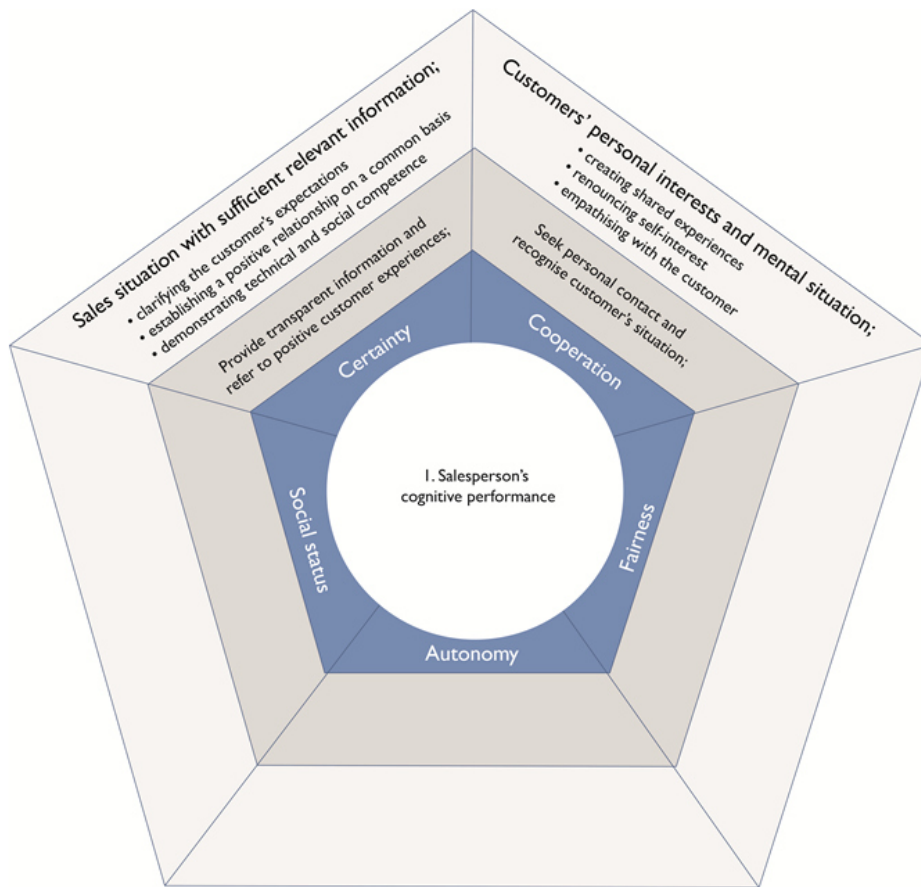 Sales situation with sufficient relevant information;
• clarifying the customer's expectations
• establishing a positive relationship on a common basis
• demonstrating technical and social competence
Provide transparent information and
refer to positive customer experiences;
Certainty
Customers' personal interests and mental situation;
• creating shared experiences
• renouncing self-interest
• empathising with the customer
Seek personal contact and
recognise customer's situation;
Cooperation
1. Salesperson's
cognitive performance
Social status
Fairness
Autonomy